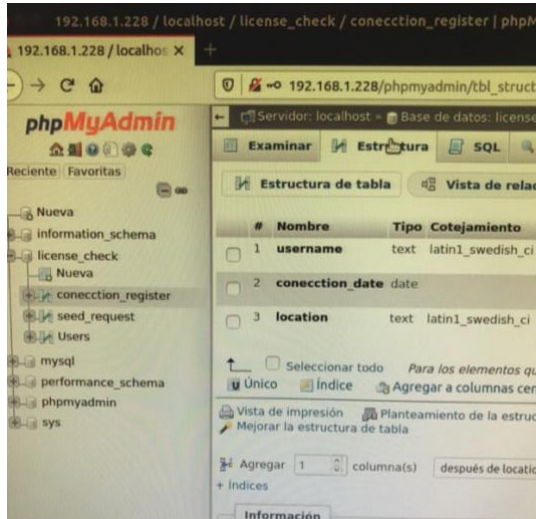 192.168.1.228 / localhost / license_check / conecction_register | phpM
192.168.1.228 / localhos
192.168.1.228/phpmyadmin/tbl_struct
phpMyAdmin
Reciente Favoritas
Nueva
information_schema
license_check
Nueva
conecction_register
seed_request
Users
mysql
performance_schema
phpmyadmin
sys
Servidor: localhost » Base de datos: license
Examinar Estructura SQL
Estructura de tabla Vista de relac
# Nombre Tipo Cotejamiento
1 username text latin1_swedish_ci
2 conecction_date date
3 location text latin1_swedish_ci
Seleccionar todo Para los elementos qu
Único Índice Agregar a columnas cen
Vista de impresión Planteamiento de la estruc
Mejorar la estructura de tabla
Agregar 1 columna(s) después de locatio
+ Índices
Información